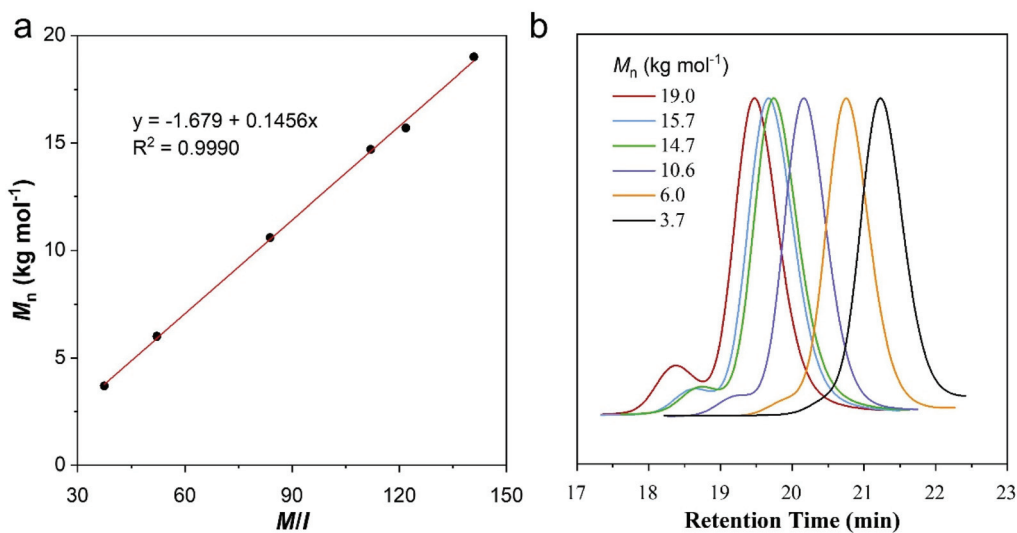 a
20
15
10
5
0
Mn (kg mol⁻¹)
y = -1.679 + 0.1456x
R² = 0.9990
30 60 90 120 150
M/I
b
Mn (kg mol⁻¹)
19.0
15.7
14.7
10.6
6.0
3.7
17 18 19 20 21 22 23
Retention Time (min)